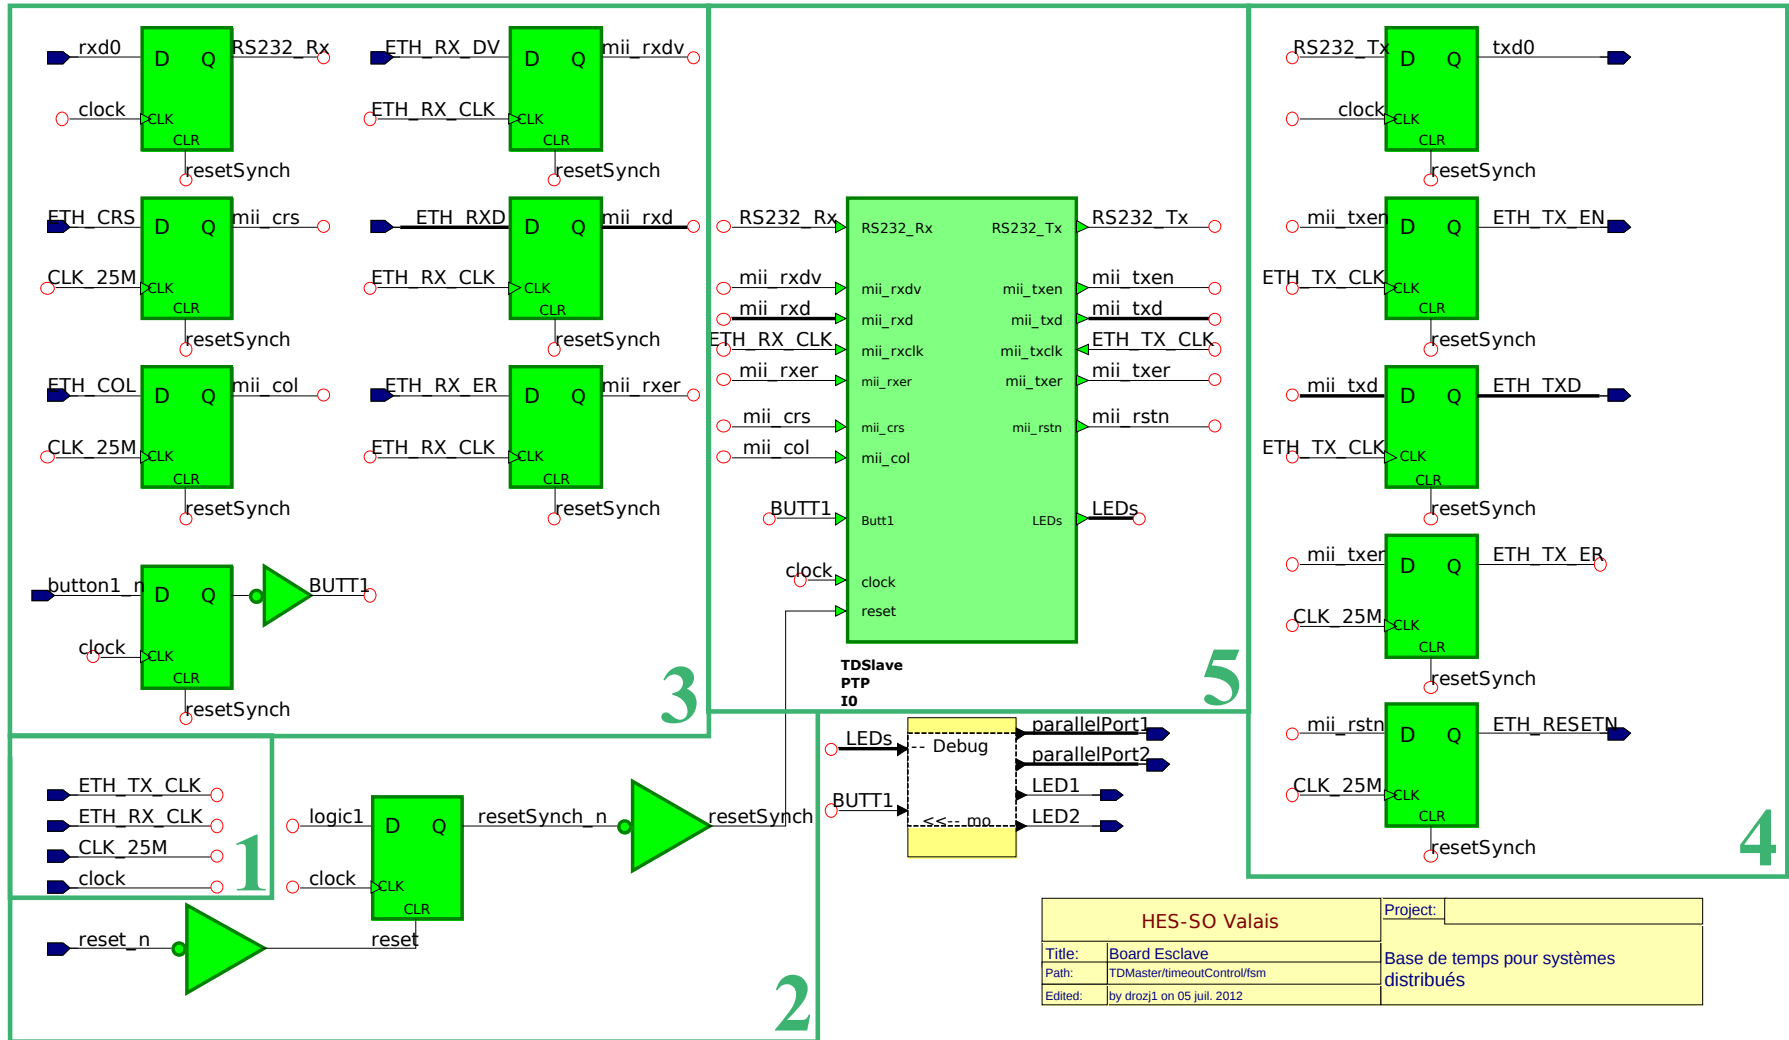 rxd0
D Q
RS232_Rx
clock
CLK
CLR
resetSynch
ETH_RX_DV
D Q
mii_rxdv
ETH_RX_CLK
CLK
CLR
resetSynch
ETH_CRS
D Q
mii_crs
CLK_25M
CLK
CLR
resetSynch
ETH_RXD
D Q
mii_rxd
ETH_RX_CLK
CLK
CLR
resetSynch
ETH_COL
D Q
mii_col
CLK_25M
CLK
CLR
resetSynch
ETH_RX_ER
D Q
mii_rxer
ETH_RX_CLK
CLK
CLR
resetSynch
button1_n
D Q
BUTT1
clock
CLK
CLR
resetSynch
3
ETH_TX_CLK
ETH_RX_CLK
CLK_25M
clock
1
logic1
D Q
resetSynch_n
resetSynch
clock
CLK
CLR
reset_n
reset
2
RS232_Rx
RS232_Rx
RS232_Tx
RS232_Tx
mii_rxdv
mii_rxdv
mii_txen
mii_txen
mii_rxd
mii_rxd
mii_txd
mii_txd
ETH_RX_CLK
mii_rxclk
mii_txclk
ETH_TX_CLK
mii_rxer
mii_rxer
mii_txer
mii_txer
mii_crs
mii_crs
mii_rstn
mii_rstn
mii_col
mii_col
BUTT1
Butt1
LEDs
LEDs
clock
clock
reset
TDSlave
PTP
I0
5
LEDs
-- Debug
parallelPort1
parallelPort2
BUTT1
<<-- mo
LED1
LED2
RS232_Tx
D Q
txd0
clock
CLK
CLR
resetSynch
mii_txen
D Q
ETH_TX_EN
ETH_TX_CLK
CLK
CLR
resetSynch
mii_txd
D Q
ETH_TXD
ETH_TX_CLK
CLK
CLR
resetSynch
mii_txer
D Q
ETH_TX_ER
CLK_25M
CLK
CLR
resetSynch
mii_rstn
D Q
ETH_RESETN
CLK_25M
CLK
CLR
resetSynch
4
HES-SO Valais
Project:
Title: Board Esclave
Path: TDMaster/timeoutControl/fsm
Edited: by drozj1 on 05 juil. 2012
Base de temps pour systèmes
distribués